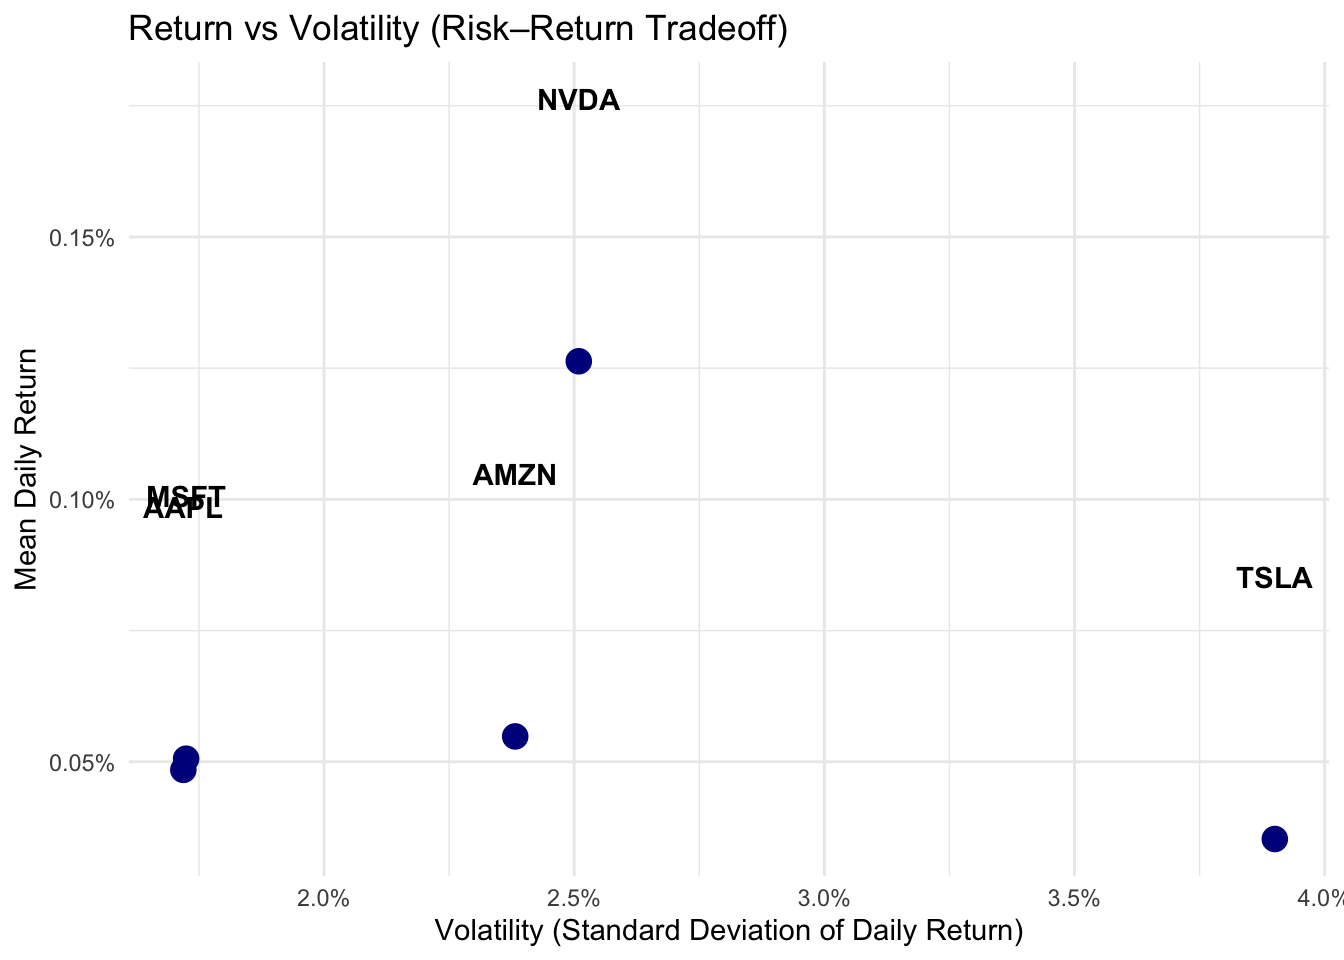 Return vs Volatility (Risk–Return Tradeoff)
NVDA
0.15%
AMZN
MSFT
0.10%
AAPL
Mean Daily Return
TSLA
0.05%
2.0%
2.5%
3.0%
3.5%
4.0%
Volatility (Standard Deviation of Daily Return)